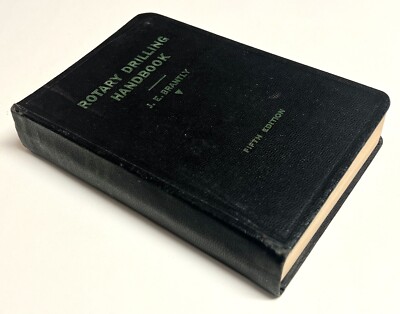 ROTARY DRILLING
HANDBOOK
J. E. BRANTLY
FIFTH EDITION